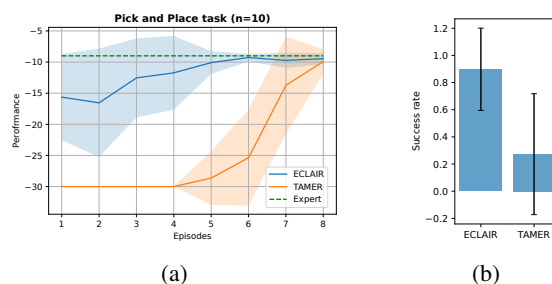 Pick and Place task (n=10)
−5
−10
−15
−20
−25
−30
Perofrmance
1 2 3 4 5 6 7 8
Episodes
ECLAIR
TAMER
Expert
(a)
1.2
1.0
0.8
0.6
0.4
0.2
0.0
−0.2
Success rate
ECLAIR TAMER
(b)